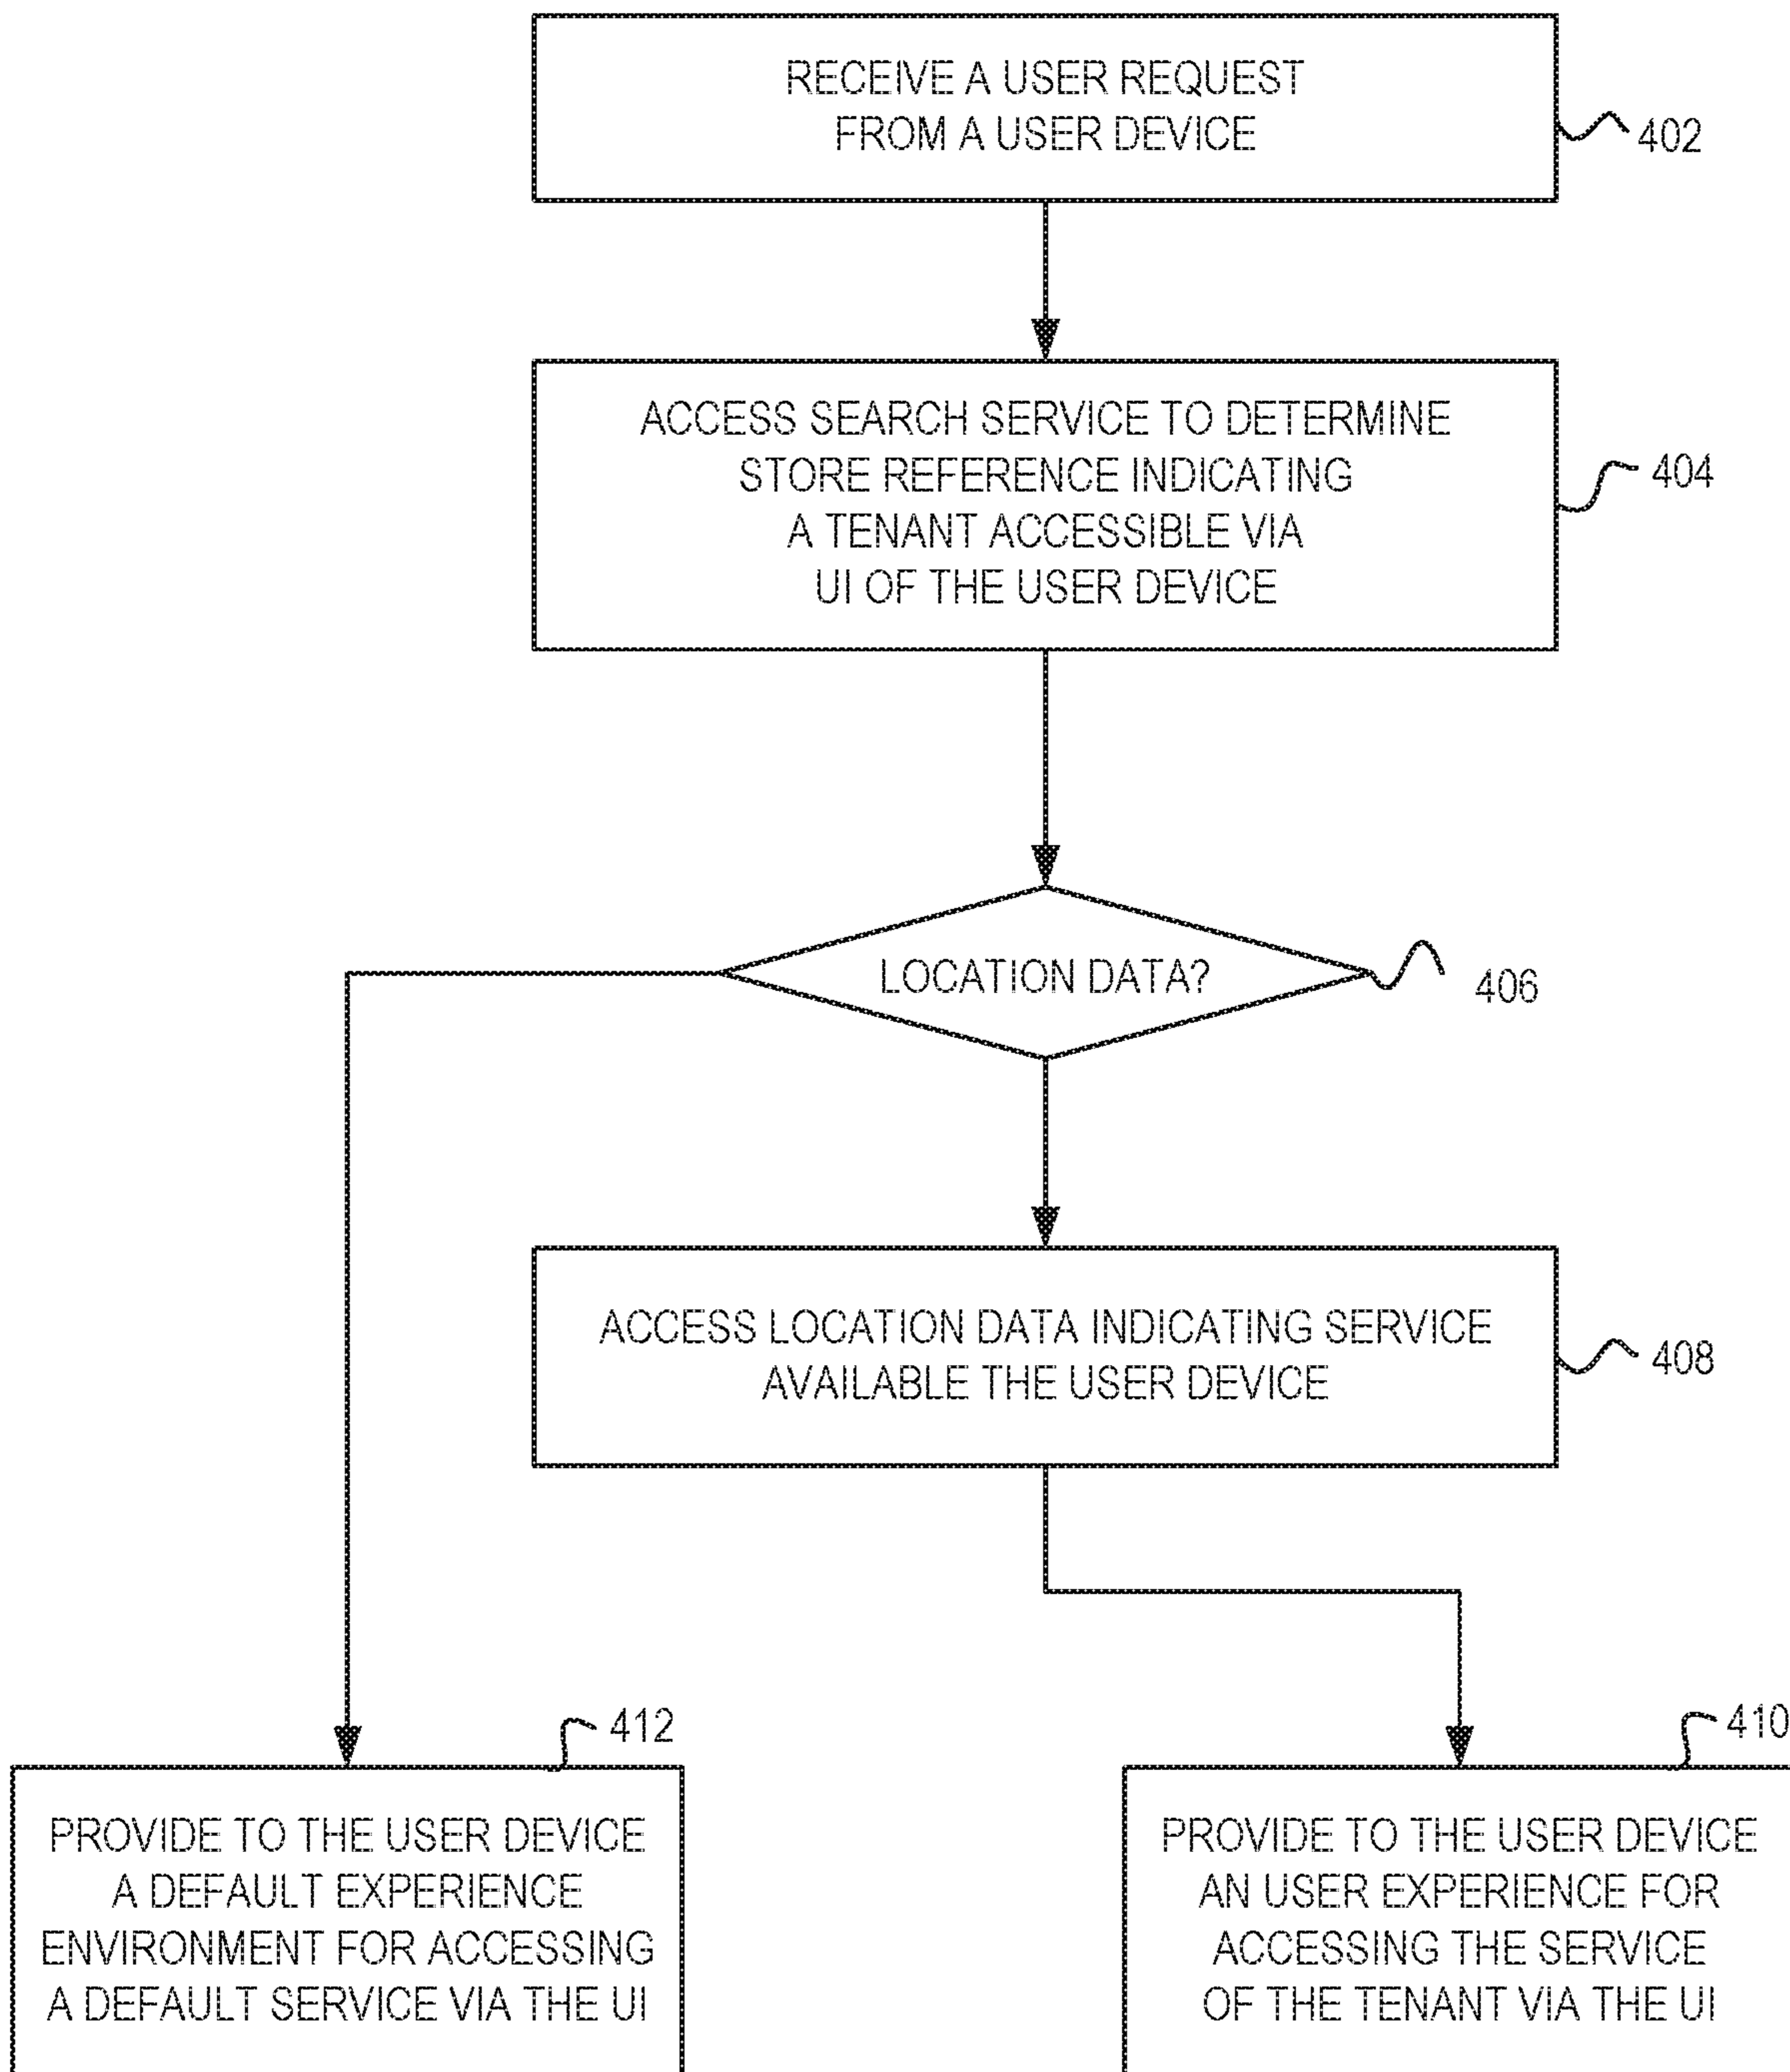 RECEIVE A USER REQUEST
FROM A USER DEVICE
402
ACCESS SEARCH SERVICE TO DETERMINE
STORE REFERENCE INDICATING
A TENANT ACCESSIBLE VIA
UI OF THE USER DEVICE
404
LOCATION DATA?
406
ACCESS LOCATION DATA INDICATING SERVICE
AVAILABLE THE USER DEVICE
408
412
PROVIDE TO THE USER DEVICE
A DEFAULT EXPERIENCE
ENVIRONMENT FOR ACCESSING
A DEFAULT SERVICE VIA THE UI
410
PROVIDE TO THE USER DEVICE
AN USER EXPERIENCE FOR
ACCESSING THE SERVICE
OF THE TENANT VIA THE UI